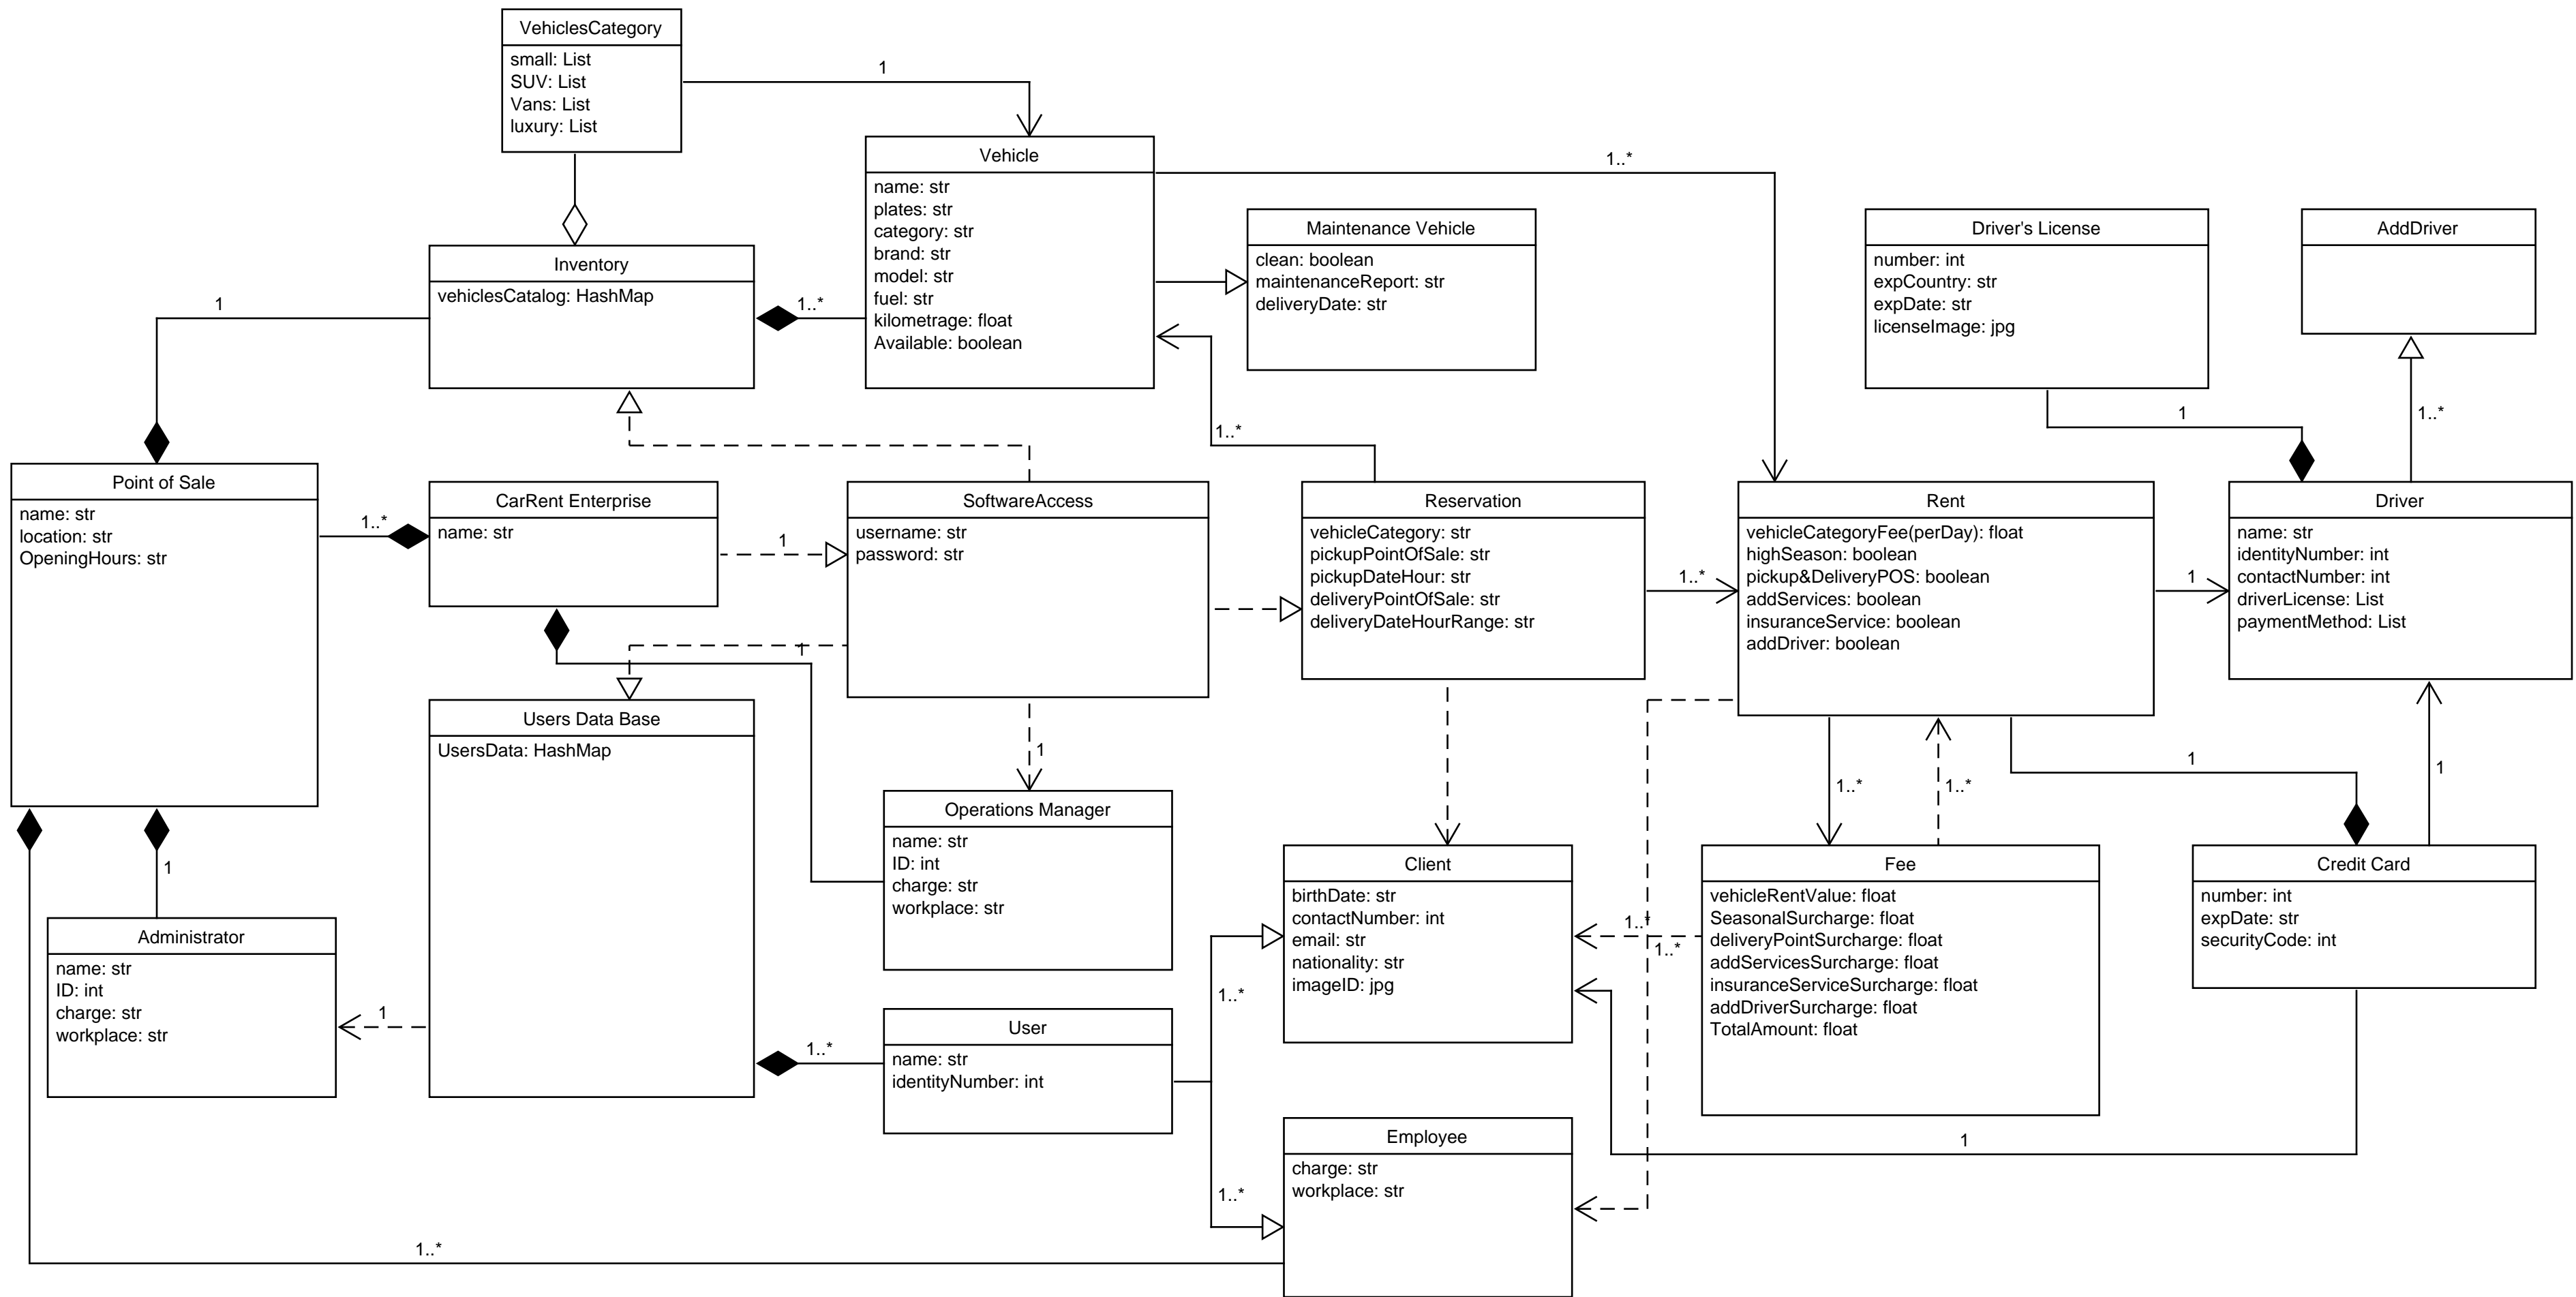 VehiclesCategory
small: List
SUV: List
Vans: List
luxury: List
1
Vehicle
name: str
plates: str
category: str
brand: str
model: str
fuel: str
kilometrage: float
Available: boolean
1..*
Maintenance Vehicle
clean: boolean
maintenanceReport: str
deliveryDate: str
Driver's License
number: int
expCountry: str
expDate: str
licenseImage: jpg
AddDriver
Inventory
vehiclesCatalog: HashMap
1
1..*
1..*
1
1..*
Point of Sale
name: str
location: str
OpeningHours: str
1..*
CarRent Enterprise
name: str
1
SoftwareAccess
username: str
password: str
Reservation
vehicleCategory: str
pickupPointOfSale: str
pickupDateHour: str
deliveryPointOfSale: str
deliveryDateHourRange: str
1..*
Rent
vehicleCategoryFee(perDay): float
highSeason: boolean
pickup&DeliveryPOS: boolean
addServices: boolean
insuranceService: boolean
addDriver: boolean
1
Driver
name: str
identityNumber: int
contactNumber: int
driverLicense: List
paymentMethod: List
1
Users Data Base
UsersData: HashMap
1
1..*
1..*
1
1
Operations Manager
name: str
ID: int
charge: str
workplace: str
1
Administrator
name: str
ID: int
charge: str
workplace: str
1
Client
birthDate: str
contactNumber: int
email: str
nationality: str
imageID: jpg
1..*
1..*
Fee
vehicleRentValue: float
SeasonalSurcharge: float
deliveryPointSurcharge: float
addServicesSurcharge: float
insuranceServiceSurcharge: float
addDriverSurcharge: float
TotalAmount: float
Credit Card
number: int
expDate: str
securityCode: int
1..*
User
name: str
identityNumber: int
1..*
1..*
Employee
charge: str
workplace: str
1
1..*